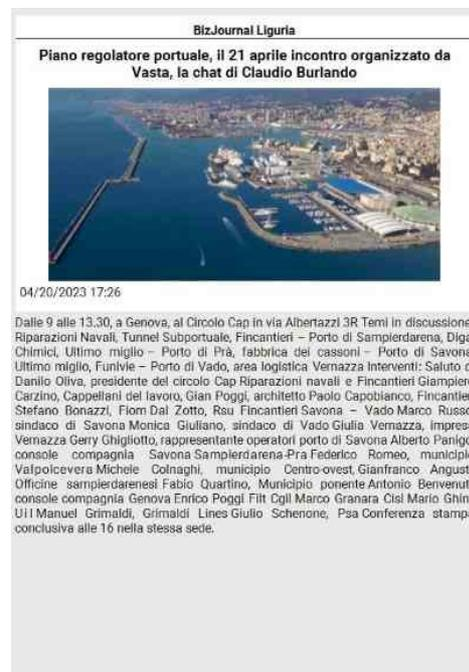 BizJournal Liguria
Piano regolatore portuale, il 21 aprile incontro organizzato da
Vasta, la chat di Claudio Burlando
04/20/2023 17:26
Dalle 9 alle 13.30, a Genova, al Circolo Cap in via Albertazzi 3R Temi in discussione
Riparazioni Navali, Tunnel Subportuale, Fincantieri – Porto di Sampierdarena, Diga,
Chimici, Ultimo miglio – Porto di Prà, fabbrica dei cassoni – Porto di Savona
Ultimo miglio, Funivie – Porto di Vado, area logistica Vernazza Interventi: Saluto d
Danilo Oliva, presidente del circolo Cap Riparazioni navali e Fincantieri Giampier
Carzino, Cappellani del lavoro, Gian Poggi, architetto Paolo Capobianco, Fincantier
Stefano Bonazzi, Fiom Dal Zotto, Rsu Fincantieri Savona – Vado Marco Russo
sindaco di Savona Monica Giuliano, sindaco di Vado Giulia Vernazza, impres
Vernazza Gerry Ghigliotto, rappresentante operatori porto di Savona Alberto Panigo
console compagnia Savona Sampierdarena-Pra Federico Romeo, municipi
Valpolcevera Michele Colnaghi, municipio Centro-ovest, Gianfranco Angust
Officine sampierdarenesi Fabio Quartino, Municipio ponente Antonio Benvenut
console compagnia Genova Enrico Poggi Filt Cgil Marco Granara Cisl Mario Ghin
Uil Manuel Grimaldi, Grimaldi Lines Giulio Schenone, Psa Conferenza stamp
conclusiva alle 16 nella stessa sede.